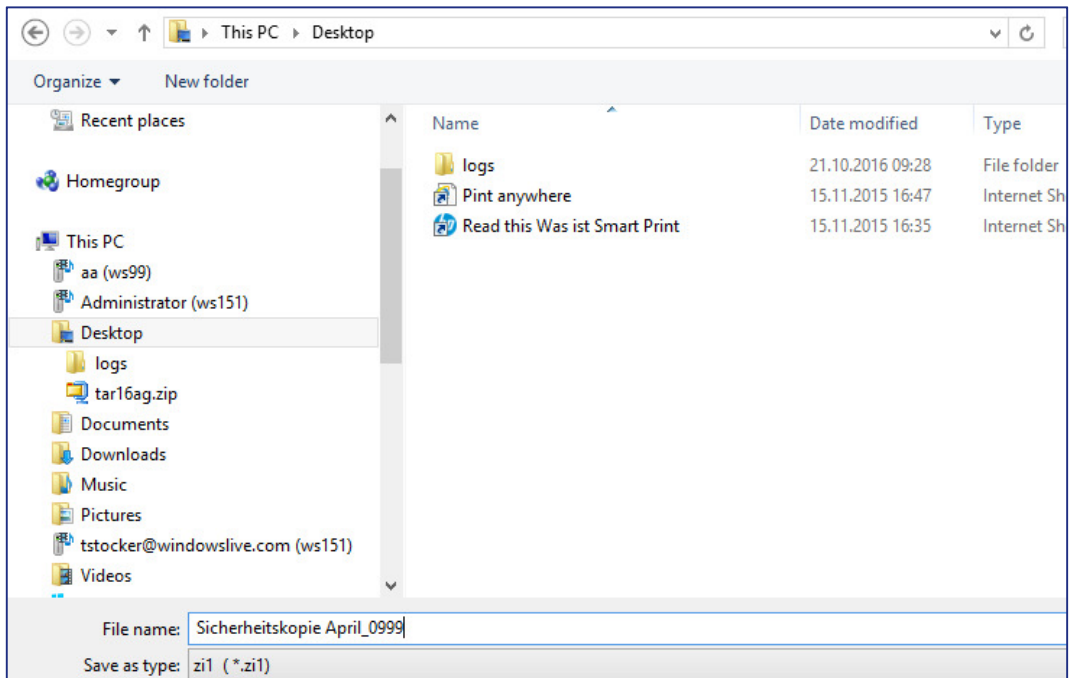 This PC Desktop
Organize New folder
Recent places
Homegroup
This PC
aa (ws99)
Administrator (ws151)
Desktop
logs
tar16ag.zip
Documents
Downloads
Music
Pictures
tstocker@windowslive.com (ws151)
Videos
Name Date modified Type
logs 21.10.2016 09:28 File folder
Pint anywhere 15.11.2015 16:47 Internet Sh
Read this Was ist Smart Print 15.11.2015 16:35 Internet Sh
File name: Sicherheitskopie April_0999
Save as type: zi1 ( *.zi1)